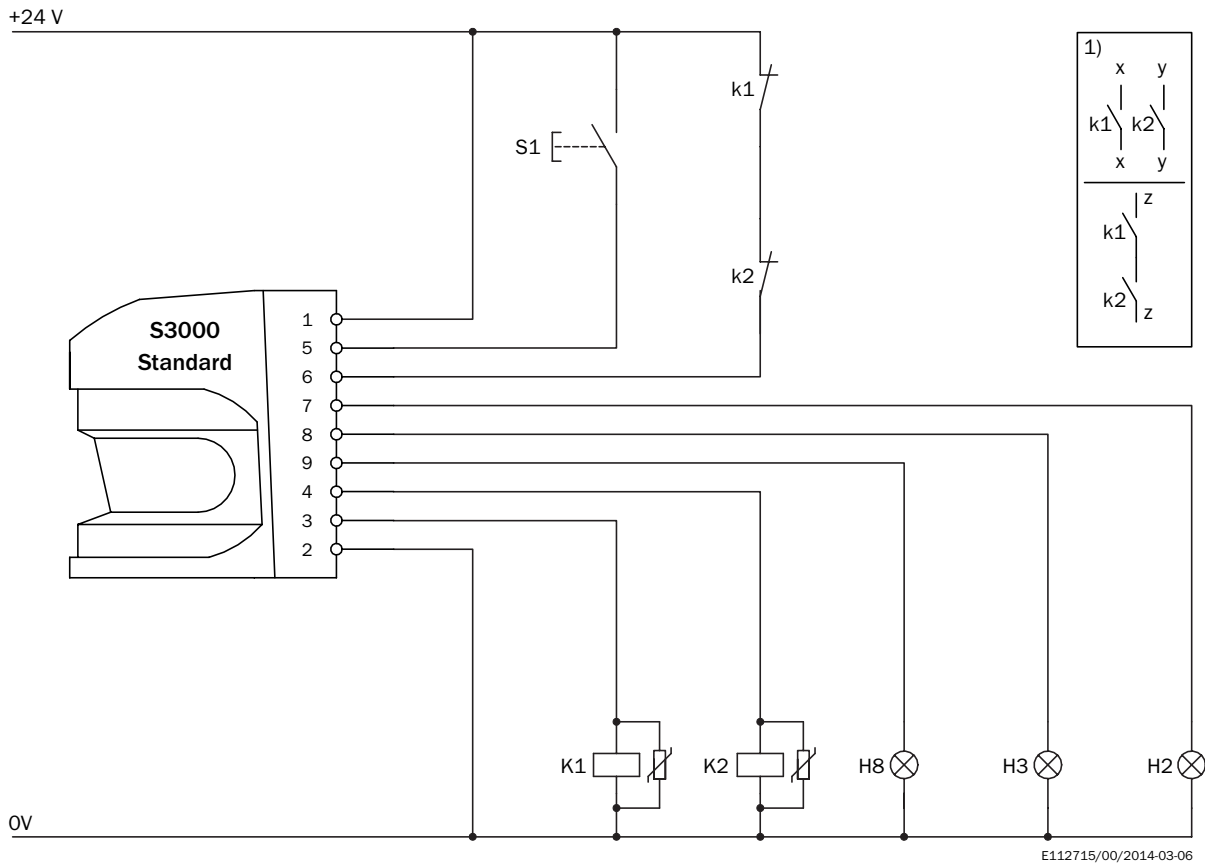 +24 V
S1
k1
k2
1)
x y
k1 k2
x y
z
k1
k2
z
S3000
Standard
1
5
6
7
8
9
4
3
2
K1
K2
H8
H3
H2
0V
E112715/00/2014-03-06